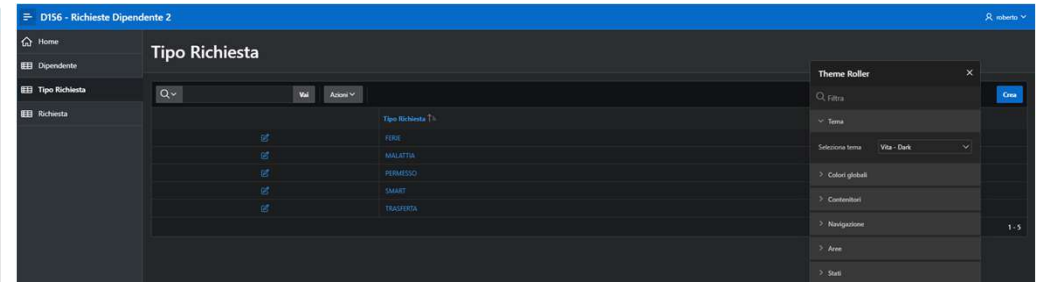 D156 - Richieste Dipendente 2
roberto
Home
Dipendente
Tipo Richiesta
Richiesta
Tipo Richiesta
Vai
Azioni
Crea
Tipo Richiesta
FERIE
MALATTIA
PERMESSO
SMART
TRASFERTA
1 - 5
Theme Roller
Filtra
Tema
Seleziona tema Vita - Dark
Colori globali
Contenitori
Navigazione
Aree
Stati